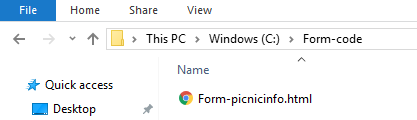 File
Home
Share
View
This PC > Windows (C:) > Form-code
Quick access
Desktop
Name
Form-picnicinfo.html